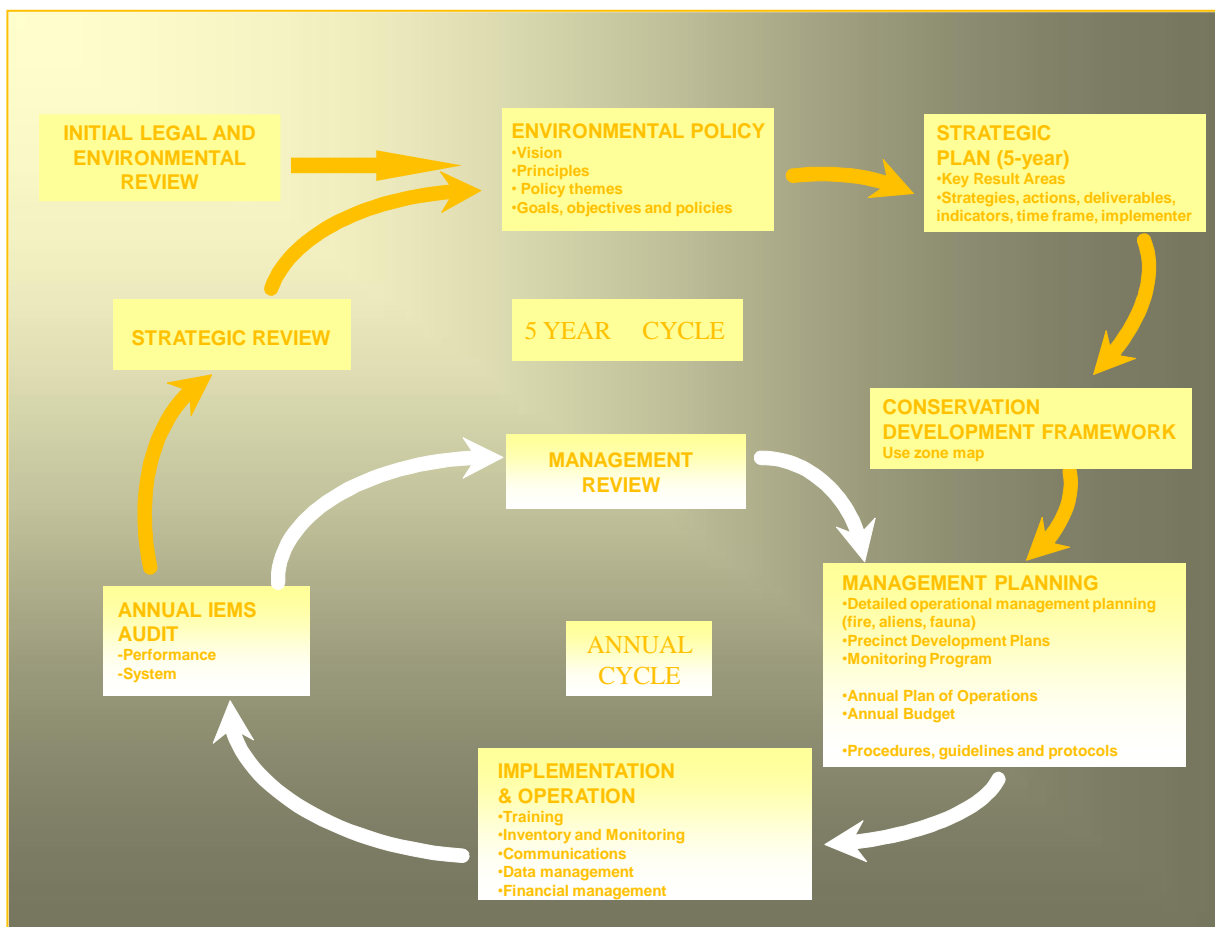 INITIAL LEGAL AND
ENVIRONMENTAL
REVIEW
ENVIRONMENTAL POLICY
•Vision
•Principles
• Policy themes
•Goals, objectives and policies
STRATEGIC
PLAN (5-year)
•Key Result Areas
•Strategies, actions, deliverables,
indicators, time frame, implementer
STRATEGIC REVIEW
5 YEAR CYCLE
CONSERVATION
DEVELOPMENT FRAMEWORK
Use zone map
MANAGEMENT
REVIEW
MANAGEMENT PLANNING
•Detailed operational management planning
(fire, aliens, fauna)
•Precinct Development Plans
•Monitoring Program
•Annual Plan of Operations
•Annual Budget
•Procedures, guidelines and protocols
ANNUAL IEMS
AUDIT
-Performance
-System
ANNUAL
CYCLE
IMPLEMENTATION
& OPERATION
•Training
•Inventory and Monitoring
•Communications
•Data management
•Financial management